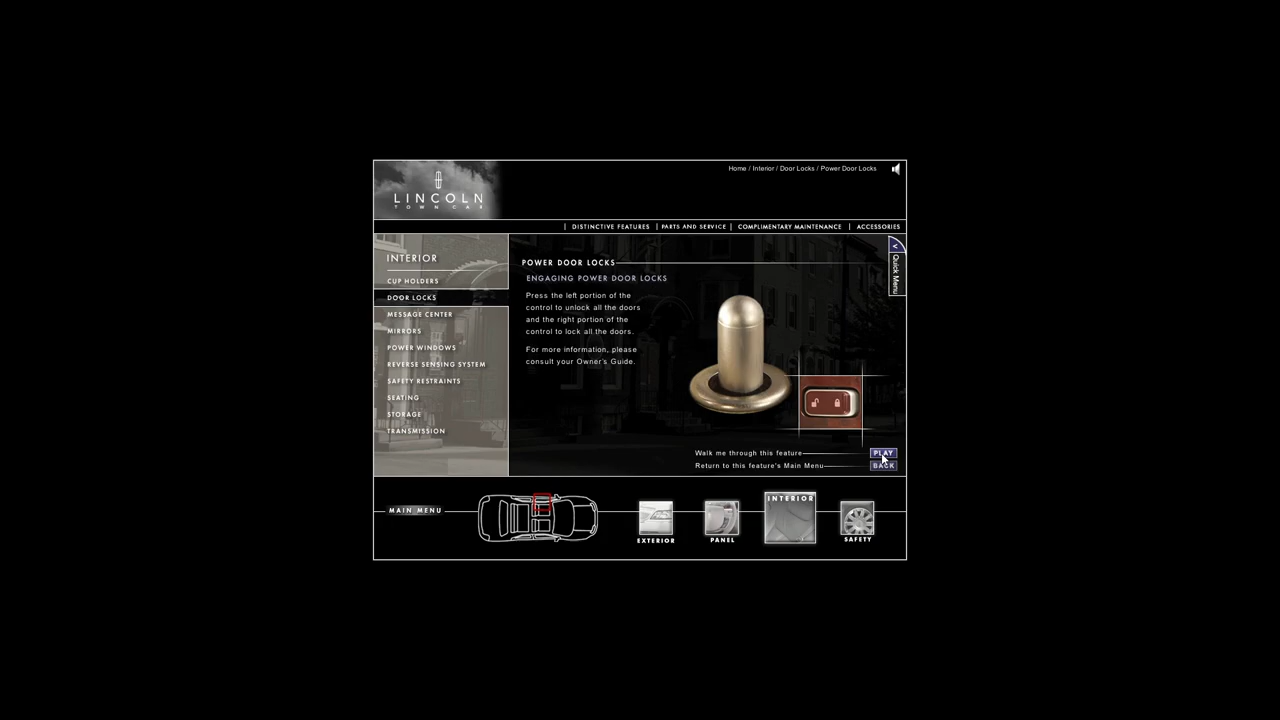 Home / Interior / Door Locks / Power Door Locks
LINCOLN
TOWN CAR
DISTINCTIVE FEATURES | PARTS AND SERVICE | COMPLIMENTARY MAINTENANCE | ACCESSORIES
INTERIOR
CUP HOLDERS
DOOR LOCKS
MESSAGE CENTER
MIRRORS
POWER WINDOWS
REVERSE SENSING SYSTEM
SAFETY RESTRAINTS
SEATING
STORAGE
TRANSMISSION
POWER DOOR LOCKS
ENGAGING POWER DOOR LOCKS
Press the left portion of the
control to unlock all the doors
and the right portion of the
control to lock all the doors.
For more information, please
consult your Owner's Guide.
Quick Menu
Walk me through this feature
PLAY
Return to this feature's Main Menu
BACK
MAIN MENU
EXTERIOR
PANEL
INTERIOR
SAFETY